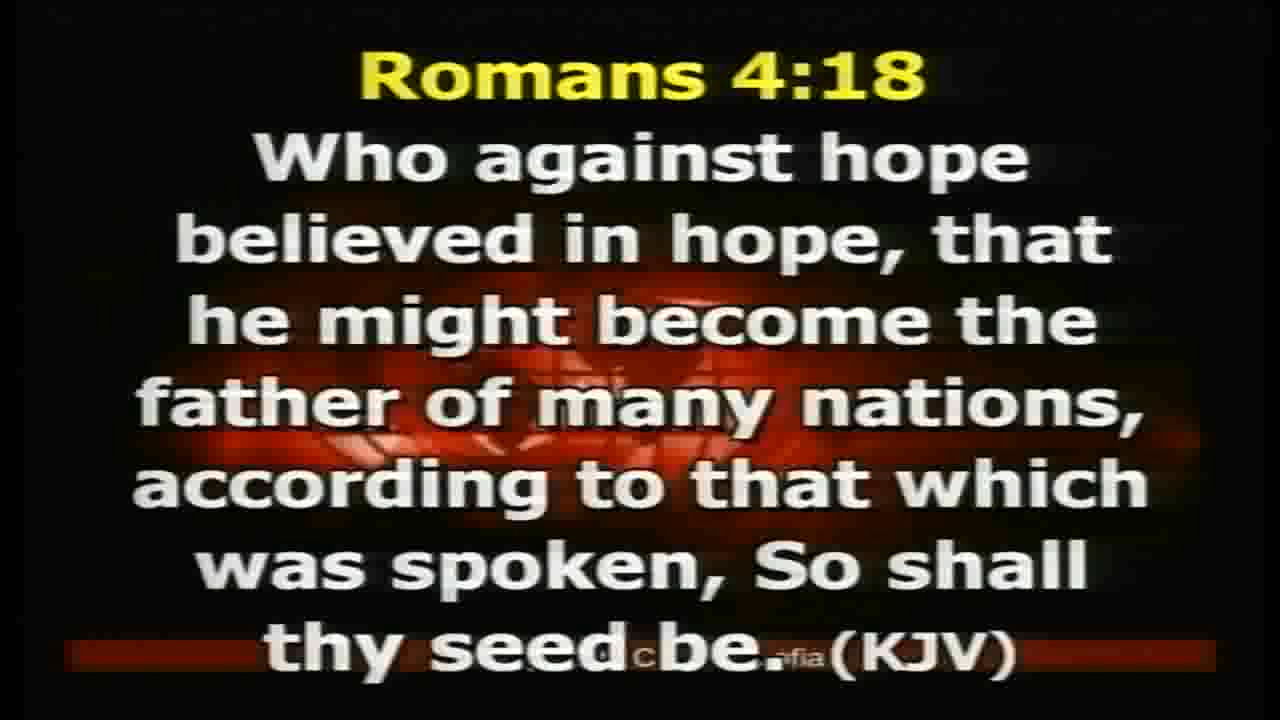 Romans 4:18
Who against hope
believed in hope, that
he might become the
father of many nations,
according to that which
was spoken, So shall
thy seed be. (KJV)